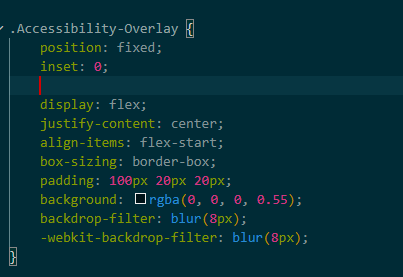 .Accessibility-Overlay {
position: fixed;
inset: 0;
display: flex;
justify-content: center;
align-items: flex-start;
box-sizing: border-box;
padding: 100px 20px 20px;
background: rgba(0, 0, 0, 0.55);
backdrop-filter: blur(8px);
-webkit-backdrop-filter: blur(8px);
}